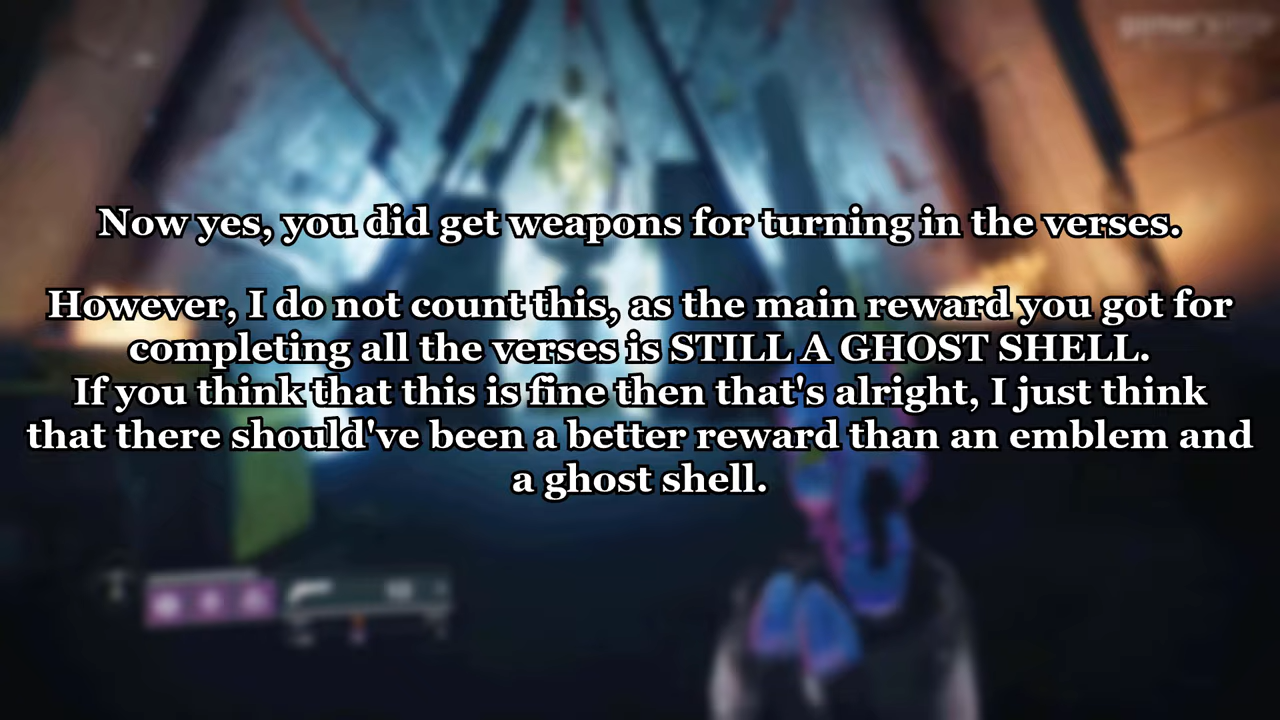 Now yes, you did get weapons for turning in the verses.
However, I do not count this, as the main reward you got for
completing all the verses is STILL A GHOST SHELL.
If you think that this is fine then that's alright, I just think
that there should've been a better reward than an emblem and
a ghost shell.